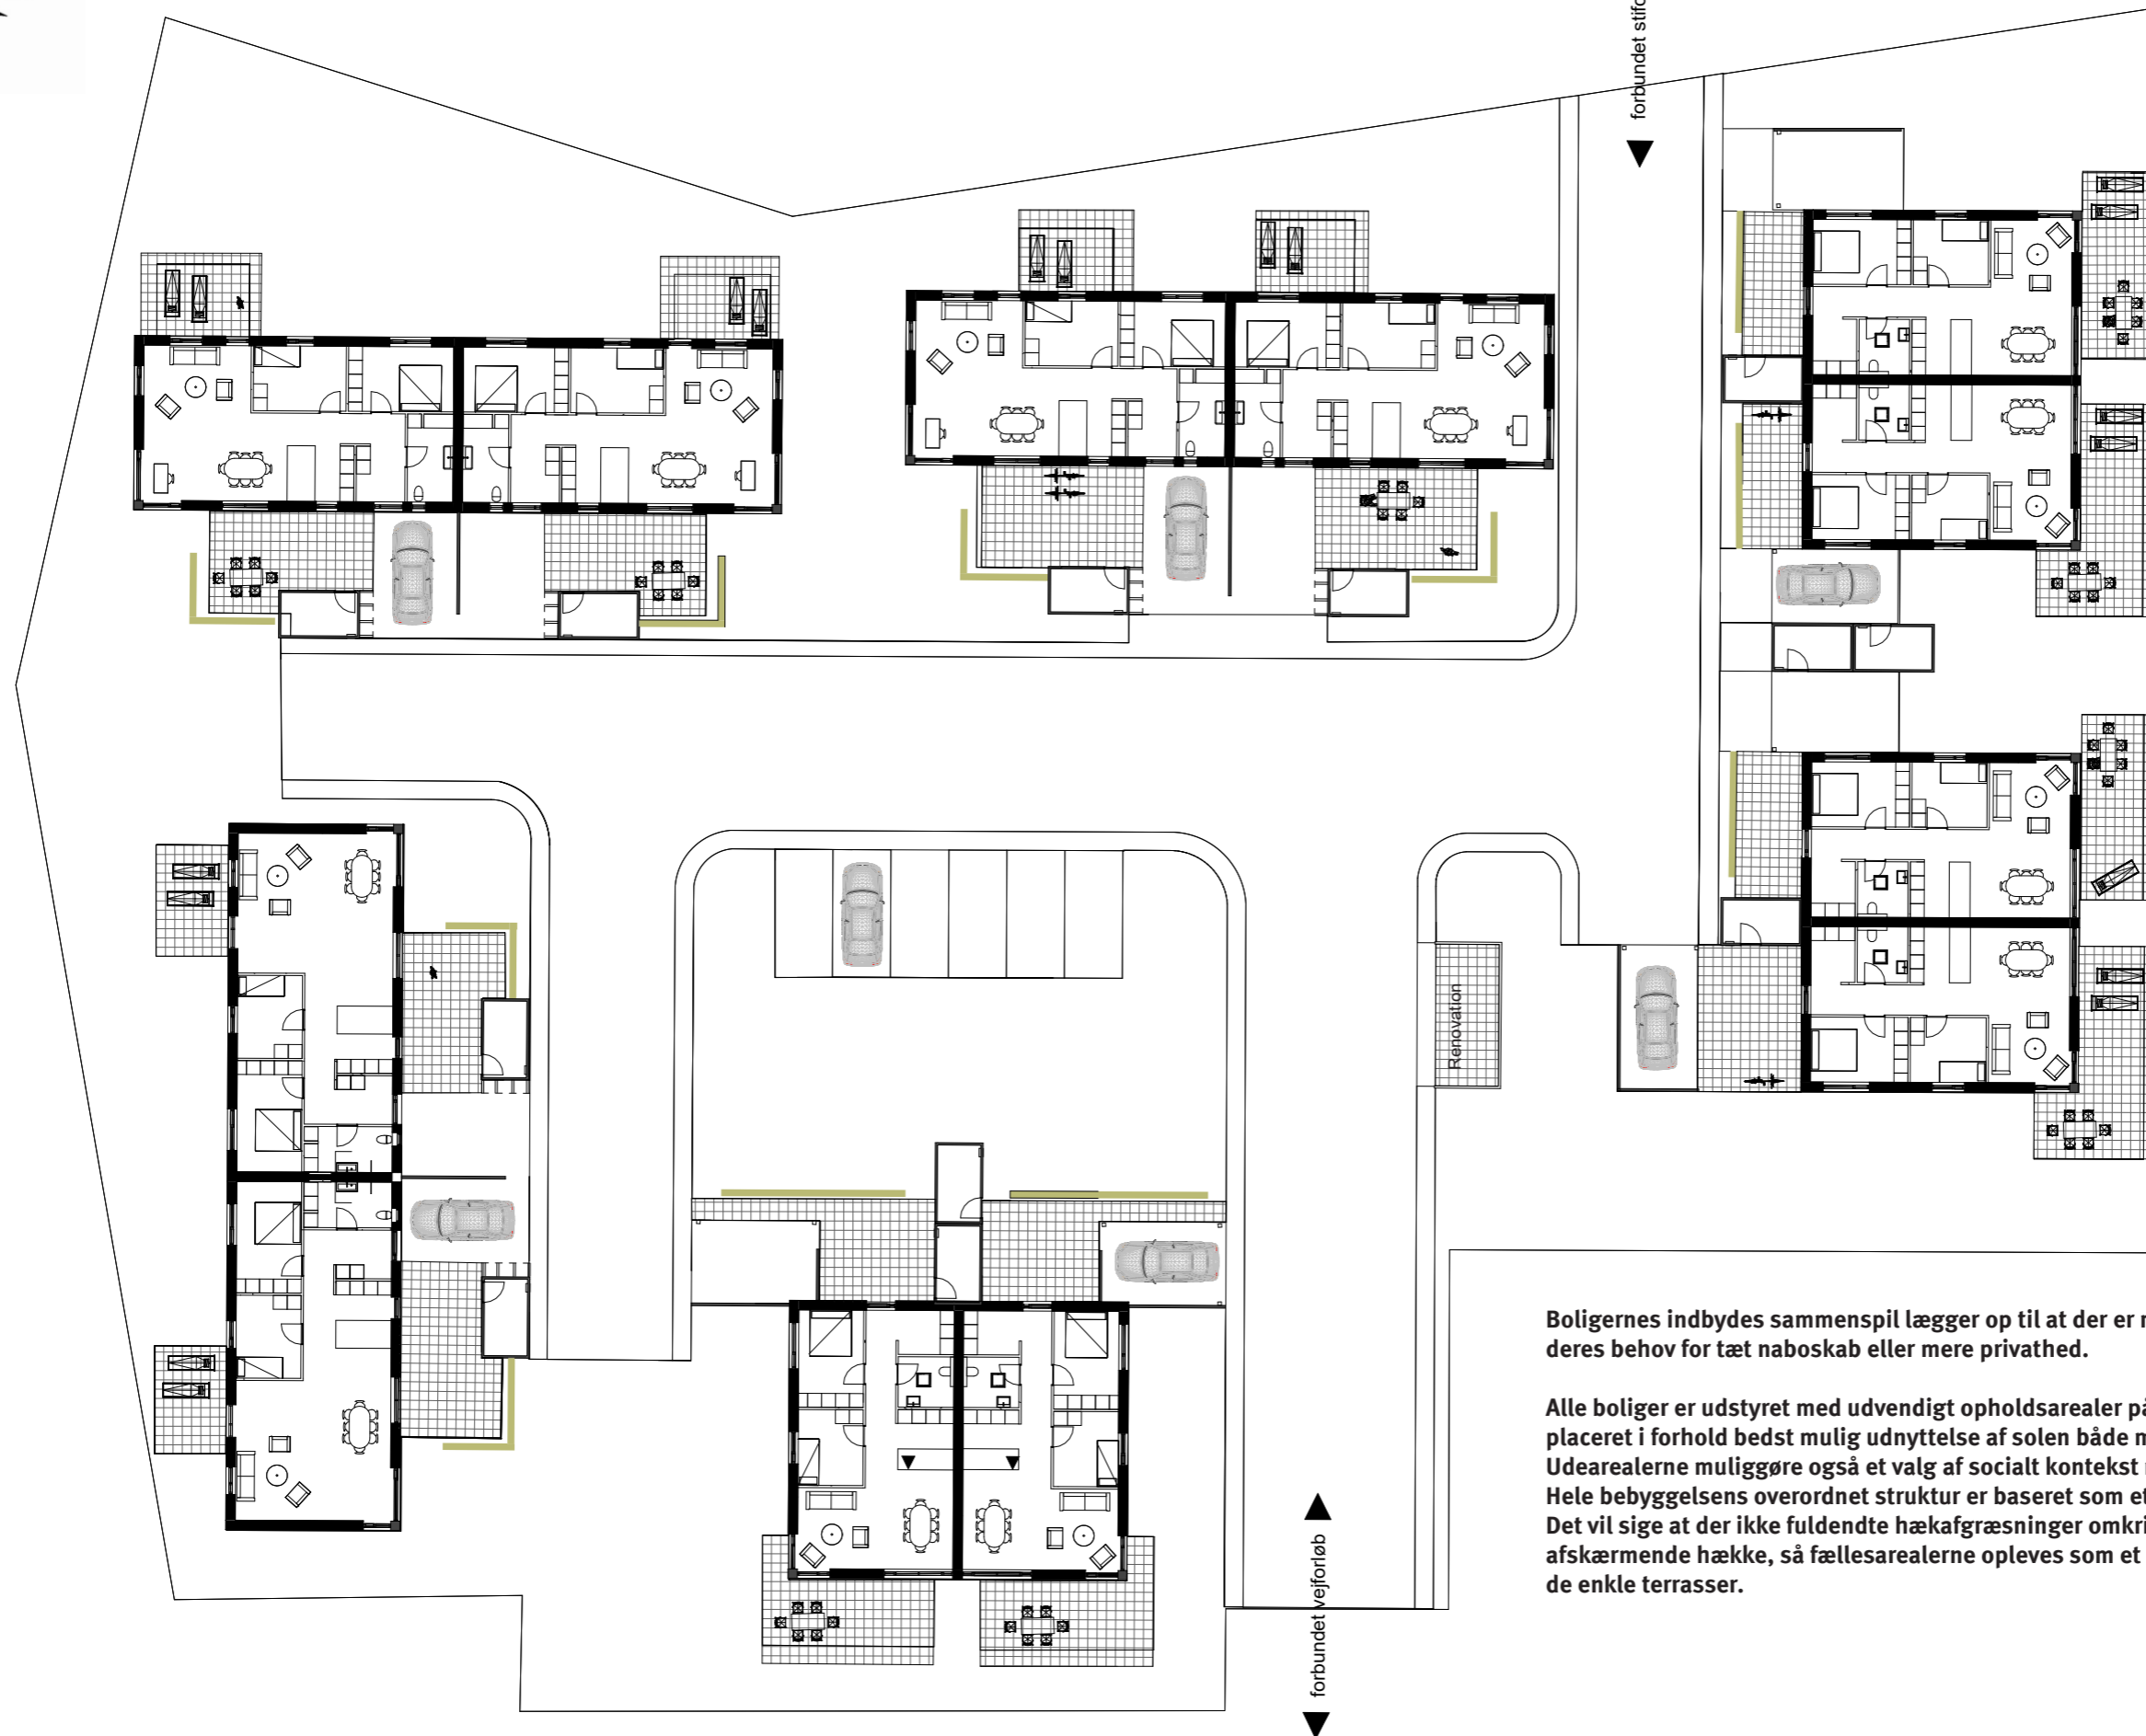 forbundet
Renovation
forbundet vejforløb
Boligernes indbydes sammenspil lægger op til at der er
deres behov for tæt naboskab eller mere privathed.
Alle boliger er udstyret med udvendigt opholdsarealer på
placeret i forhold bedst mulig udnyttelse af solen både
Udearealerne muliggøre også et valg af socialt kontekst
Hele bebyggelsens overordnet struktur er baseret som et
Det vil sige at der ikke fuldendte hækafgræsninger
afskærmende hække, så fællesarealerne opleves som et
de enkle terrasser.